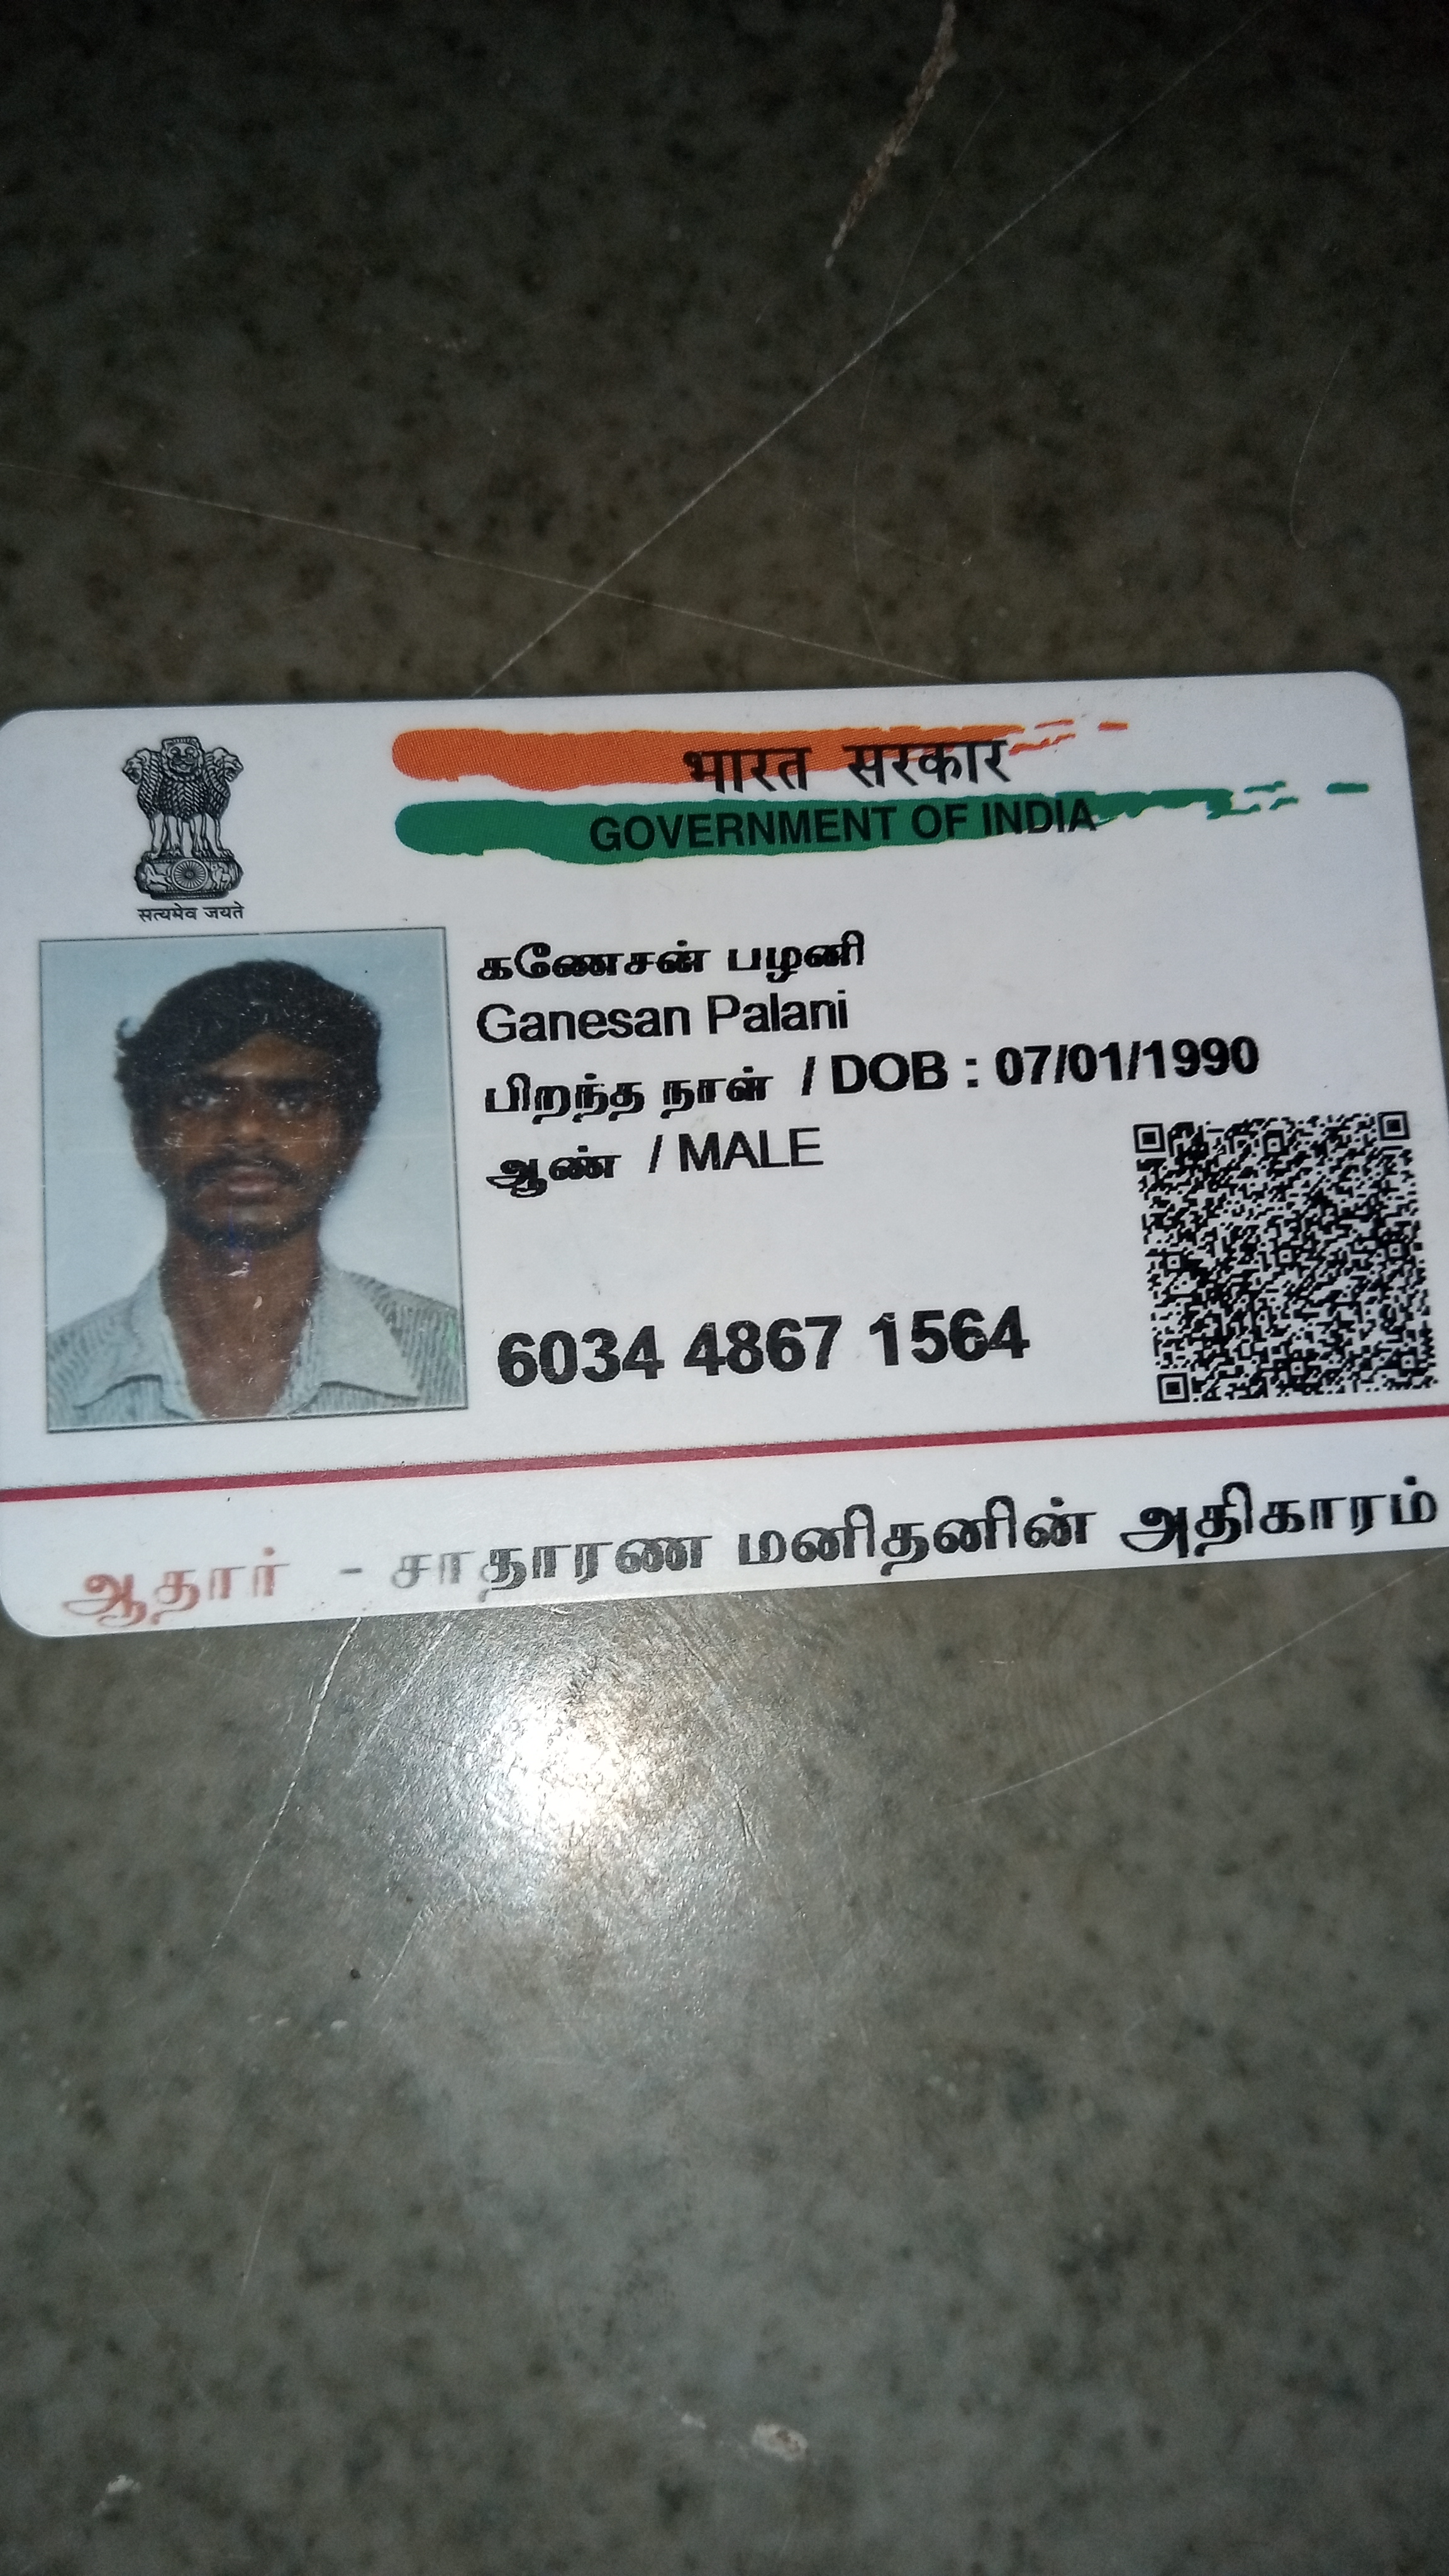 भारत सरकार
GOVERNMENT OF INDIA
सत्यमेव जयते
கணேசன் பழனி
Ganesan Palani
பிறந்த நாள் / DOB : 07/01/1990
ஆண் / MALE
6034 4867 1564
ஆதார் - சாதாரண மனிதனின் அதிகாரம்